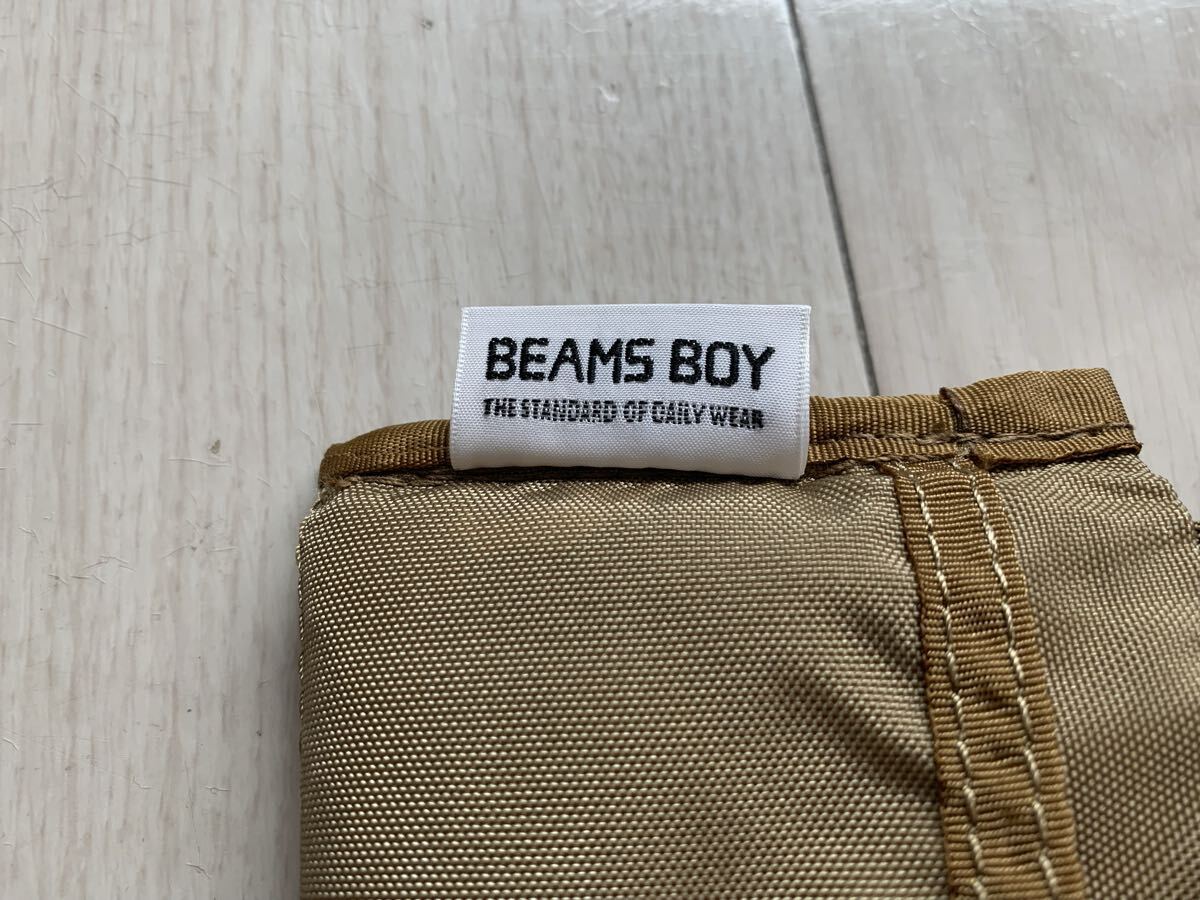 BEAMS BOY
THE STANDARD OF DAILY WEAR